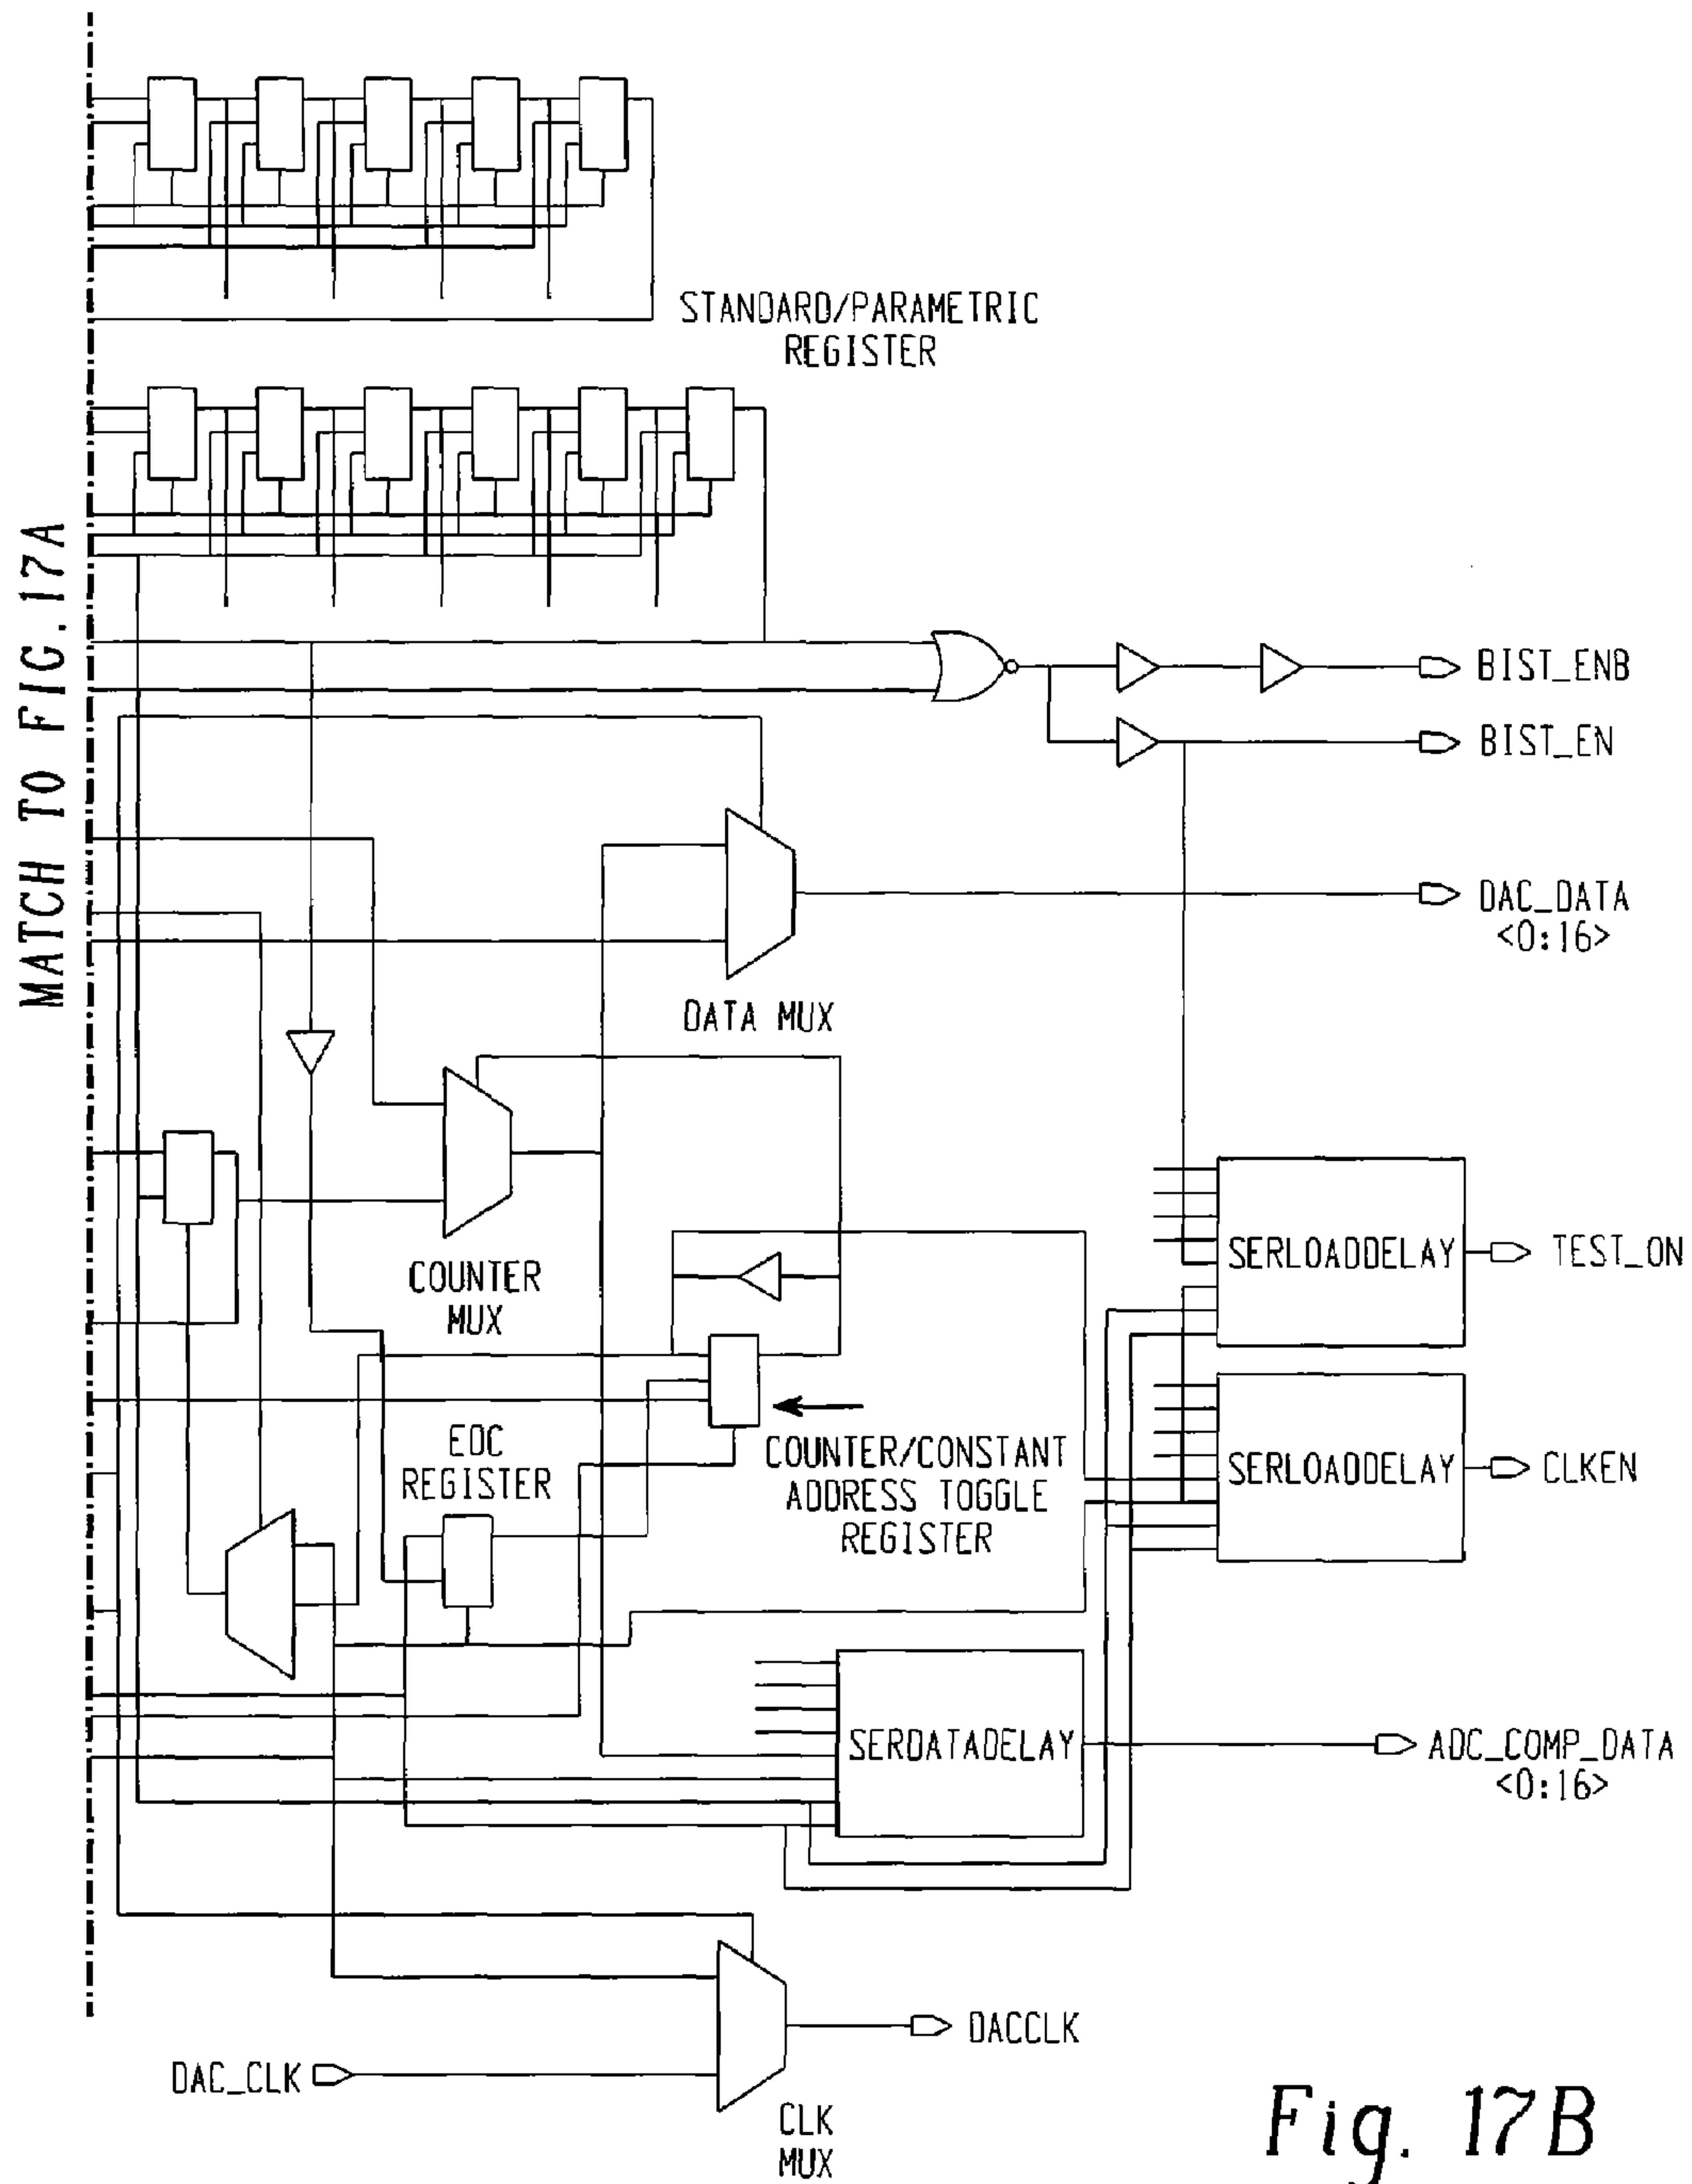 MATCH TO FIG.17A
STANDARD/PARAMETRIC
REGISTER
BIST_ENB
BIST_EN
DAC_DATA
<0:16>
DATA MUX
COUNTER
MUX
SERLOADDELAY
TEST_ON
EOC
REGISTER
COUNTER/CONSTANT
ADDRESS TOGGLE
REGISTER
SERLOADDELAY
CLKEN
SERDATADELAY
ADC_COMP_DATA
<0:16>
DACCLK
DAC_CLK
CLK
MUX
Fig. 17B